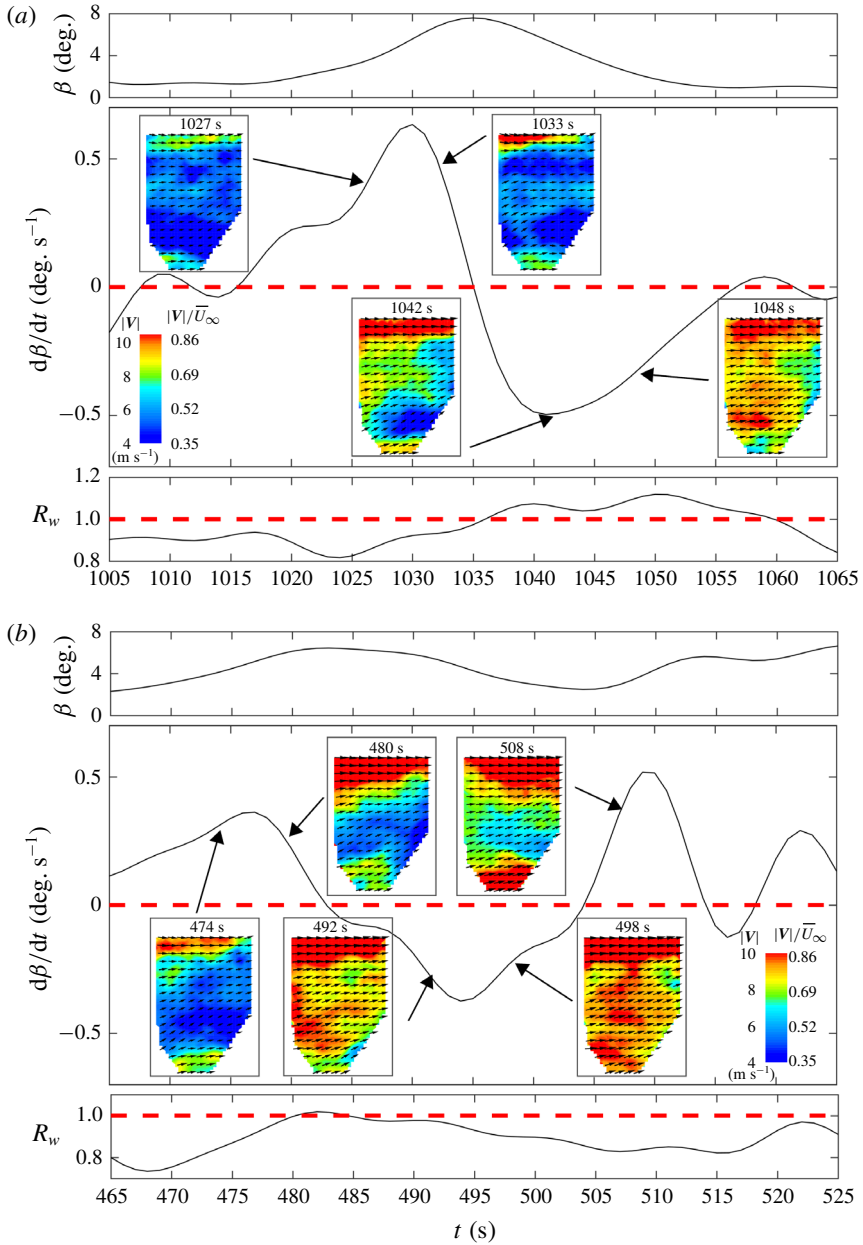 (a)
8
4
0
β (deg.)
1027 s
1033 s
0.5
0
−0.5
dβ/dt (deg. s−1)
1042 s
1048 s
|V| |V|/U̅∞
10 0.86
8 0.69
6 0.52
4 0.35
(m s−1)
1.2
1.0
0.8
Rw
1005 1010 1015 1020 1025 1030 1035 1040 1045 1050 1055 1060 1065
(b)
8
4
0
β (deg.)
480 s
508 s
0.5
0
−0.5
dβ/dt (deg. s−1)
474 s
492 s
498 s
|V| |V|/U̅∞
10 0.86
8 0.69
6 0.52
4 0.35
(m s−1)
1.0
0.8
Rw
465 470 475 480 485 490 495 500 505 510 515 520 525
t (s)